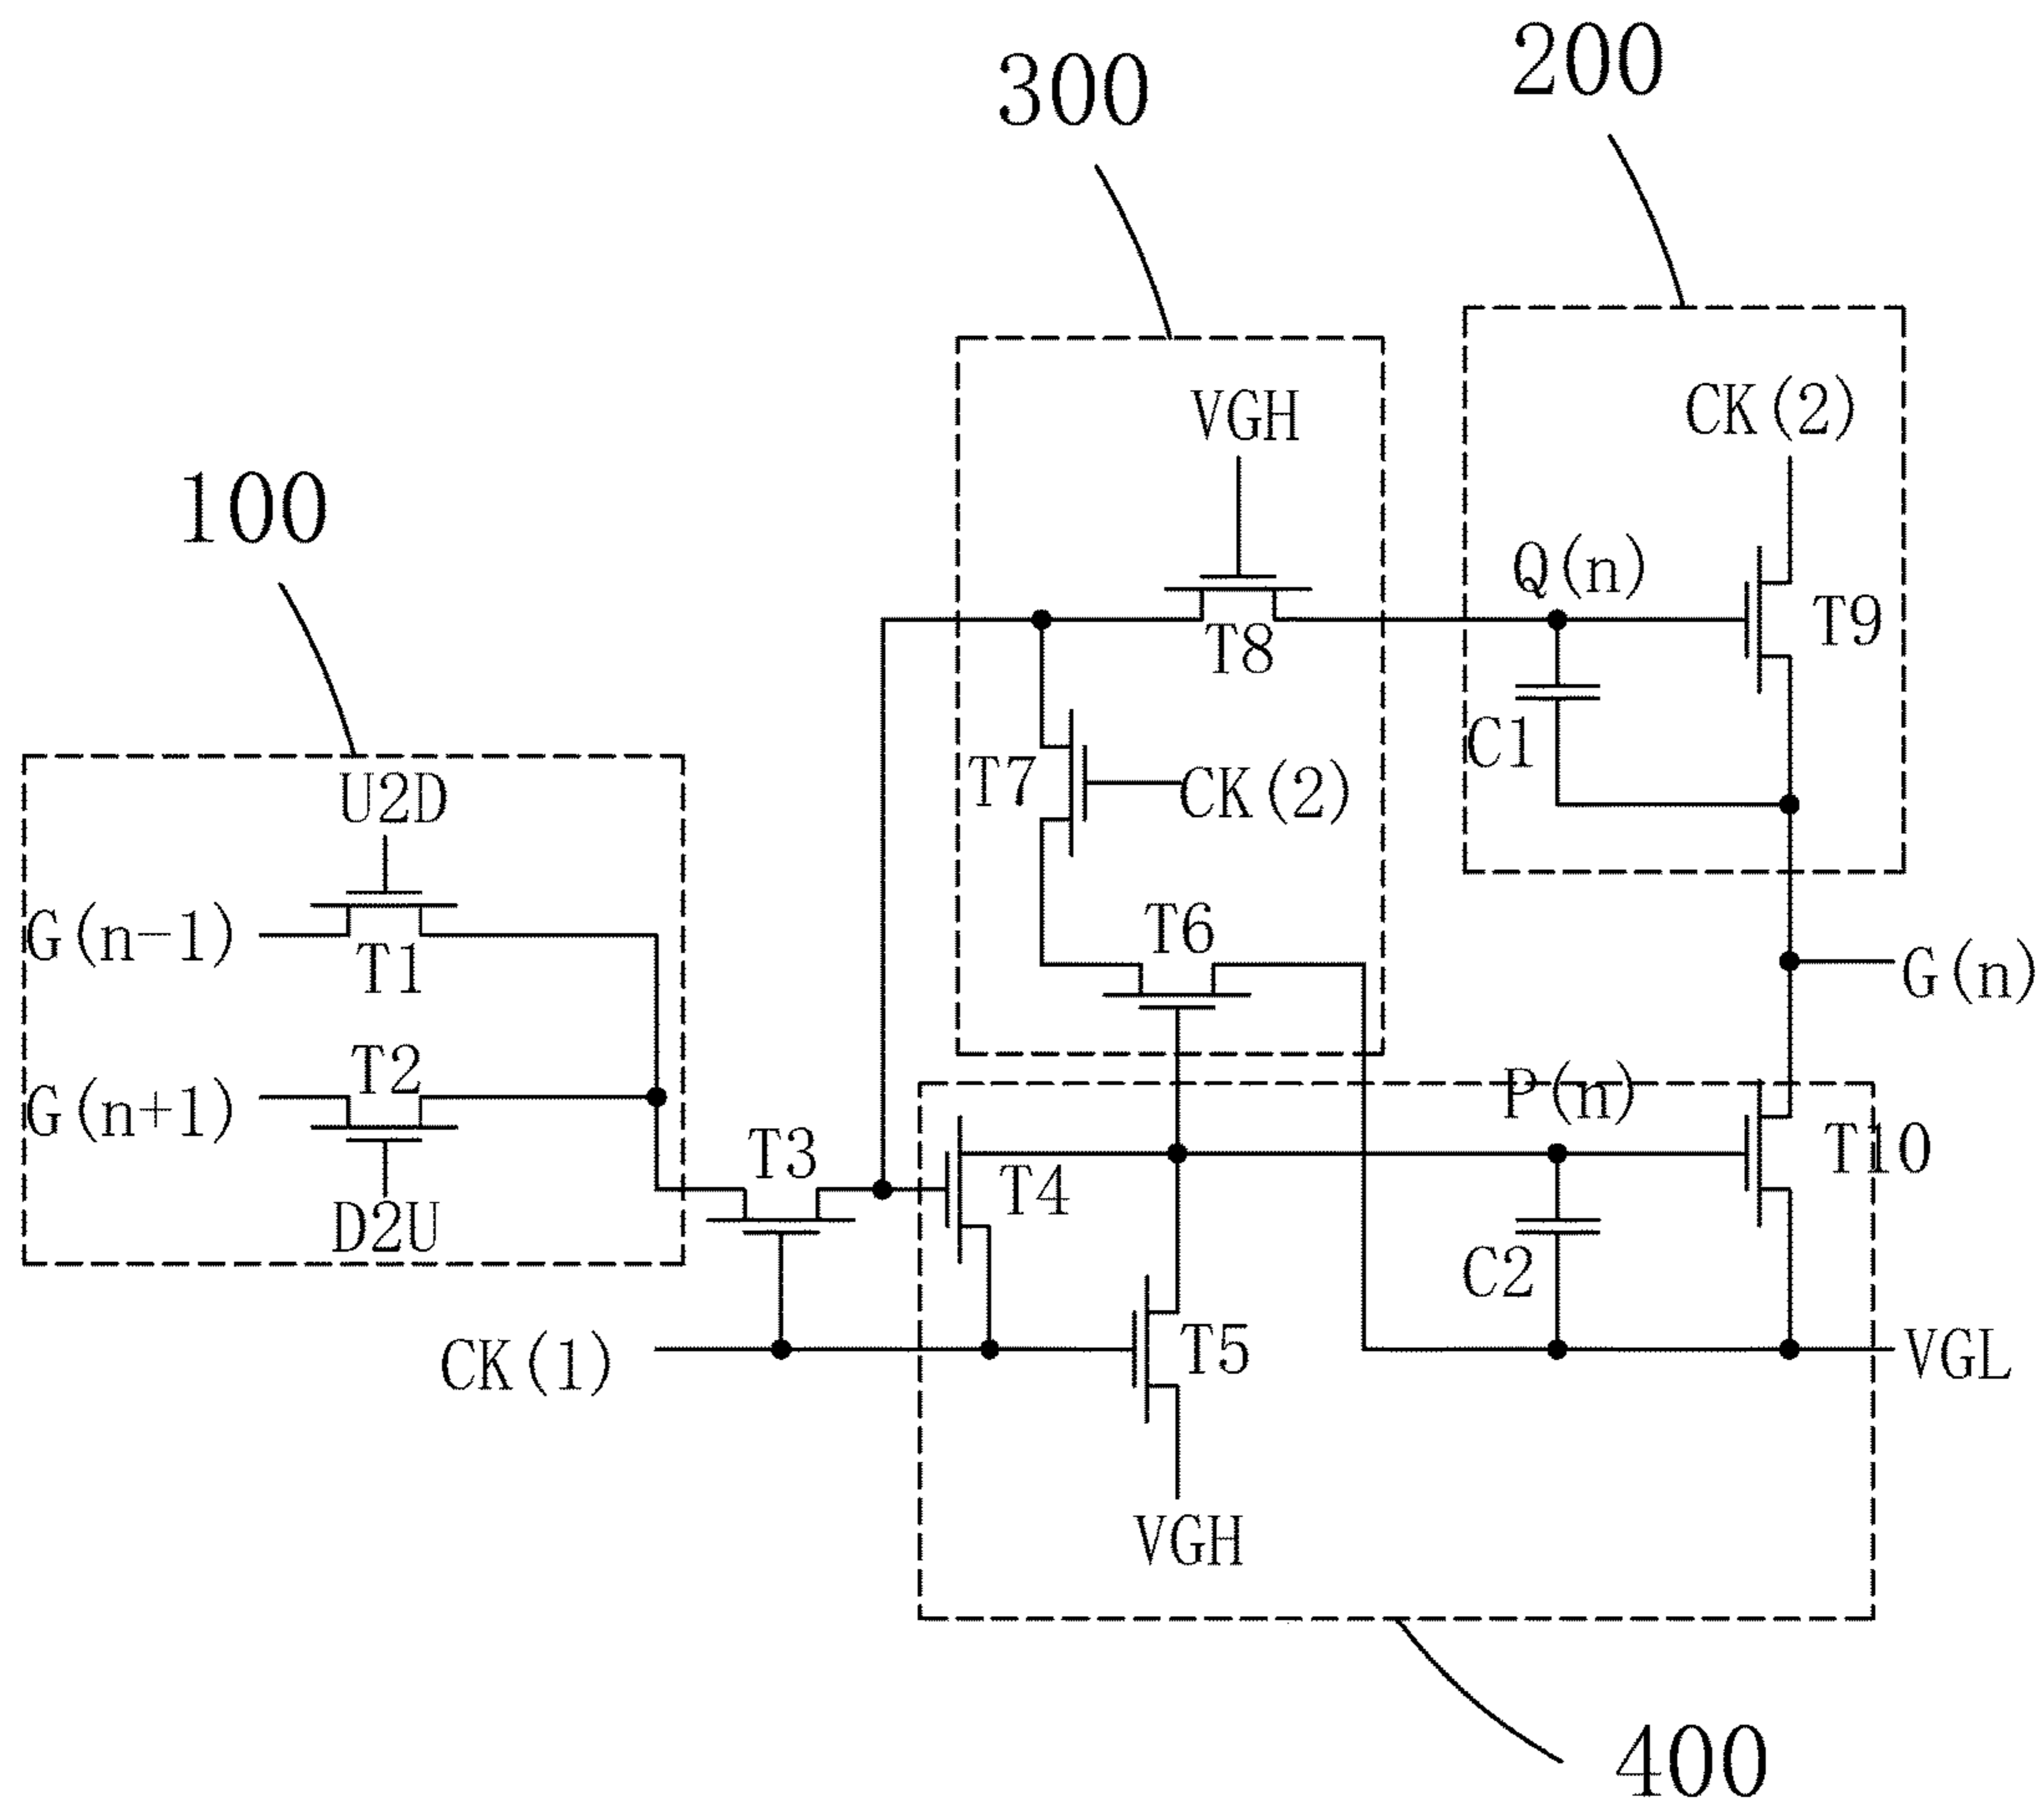 200
300
CK(2)
VGH
100
Q(n)
T9
T8
C1
T7
CK(2)
U2D
T6
G(n-1)
T1
G(n)
T2
G(n+1)
P(n)
T3
T4
T10
D2U
C2
T5
CK(1)
VGL
VGH
400